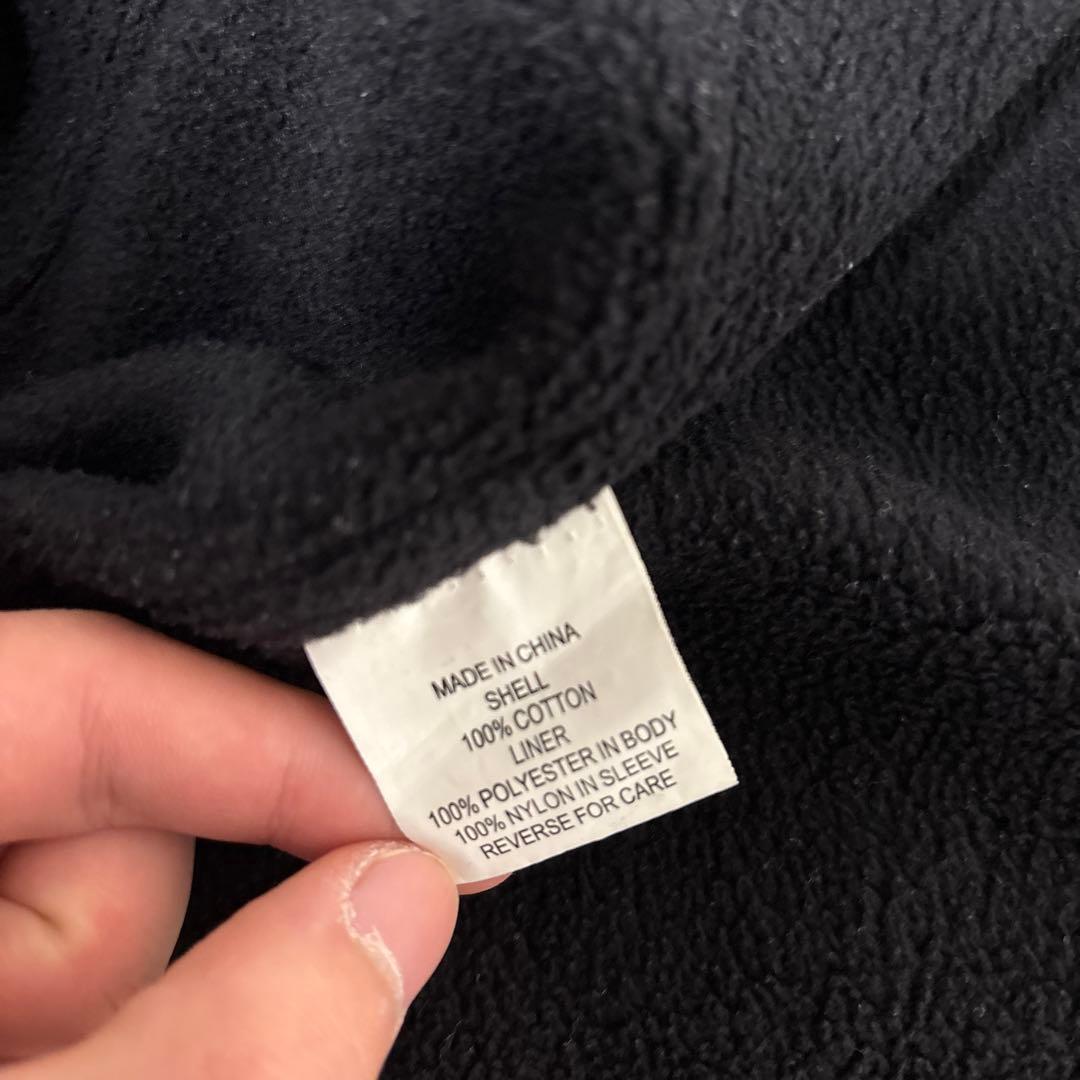 MADE IN CHINA
SHELL
100% COTTON
LINER
100% POLYESTER IN BODY
100% NYLON IN SLEEVE
REVERSE FOR CARE